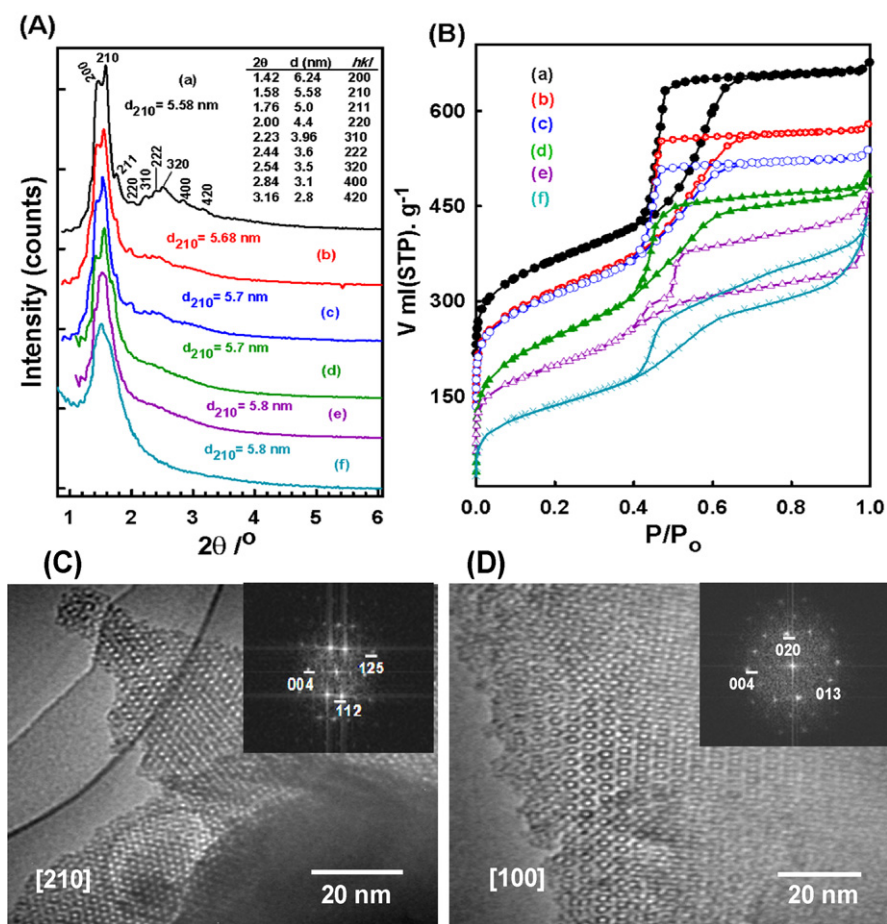 (A)
210
200
(a)
d210= 5.58 nm
211
220
310
222
320
400
420
2θ d (nm) hkl
1.42 6.24 200
1.58 5.58 210
1.76 5.0 211
2.00 4.4 220
2.23 3.96 310
2.44 3.6 222
2.54 3.5 320
2.84 3.1 400
3.16 2.8 420
d210= 5.68 nm
(b)
d210= 5.7 nm
(c)
d210= 5.7 nm
(d)
d210= 5.8 nm
(e)
d210= 5.8 nm
(f)
Intensity (counts)
1 2 3 4 5 6
2θ /o
(B)
(a)
(b)
(c)
(d)
(e)
(f)
600
450
300
150
V ml(STP). g-1
0.0 0.2 0.4 0.6 0.8 1.0
P/Po
(C)
004̅
1̅25
1̅12
[210]
20 nm
(D)
02̅0
004̅
013
[100]
20 nm